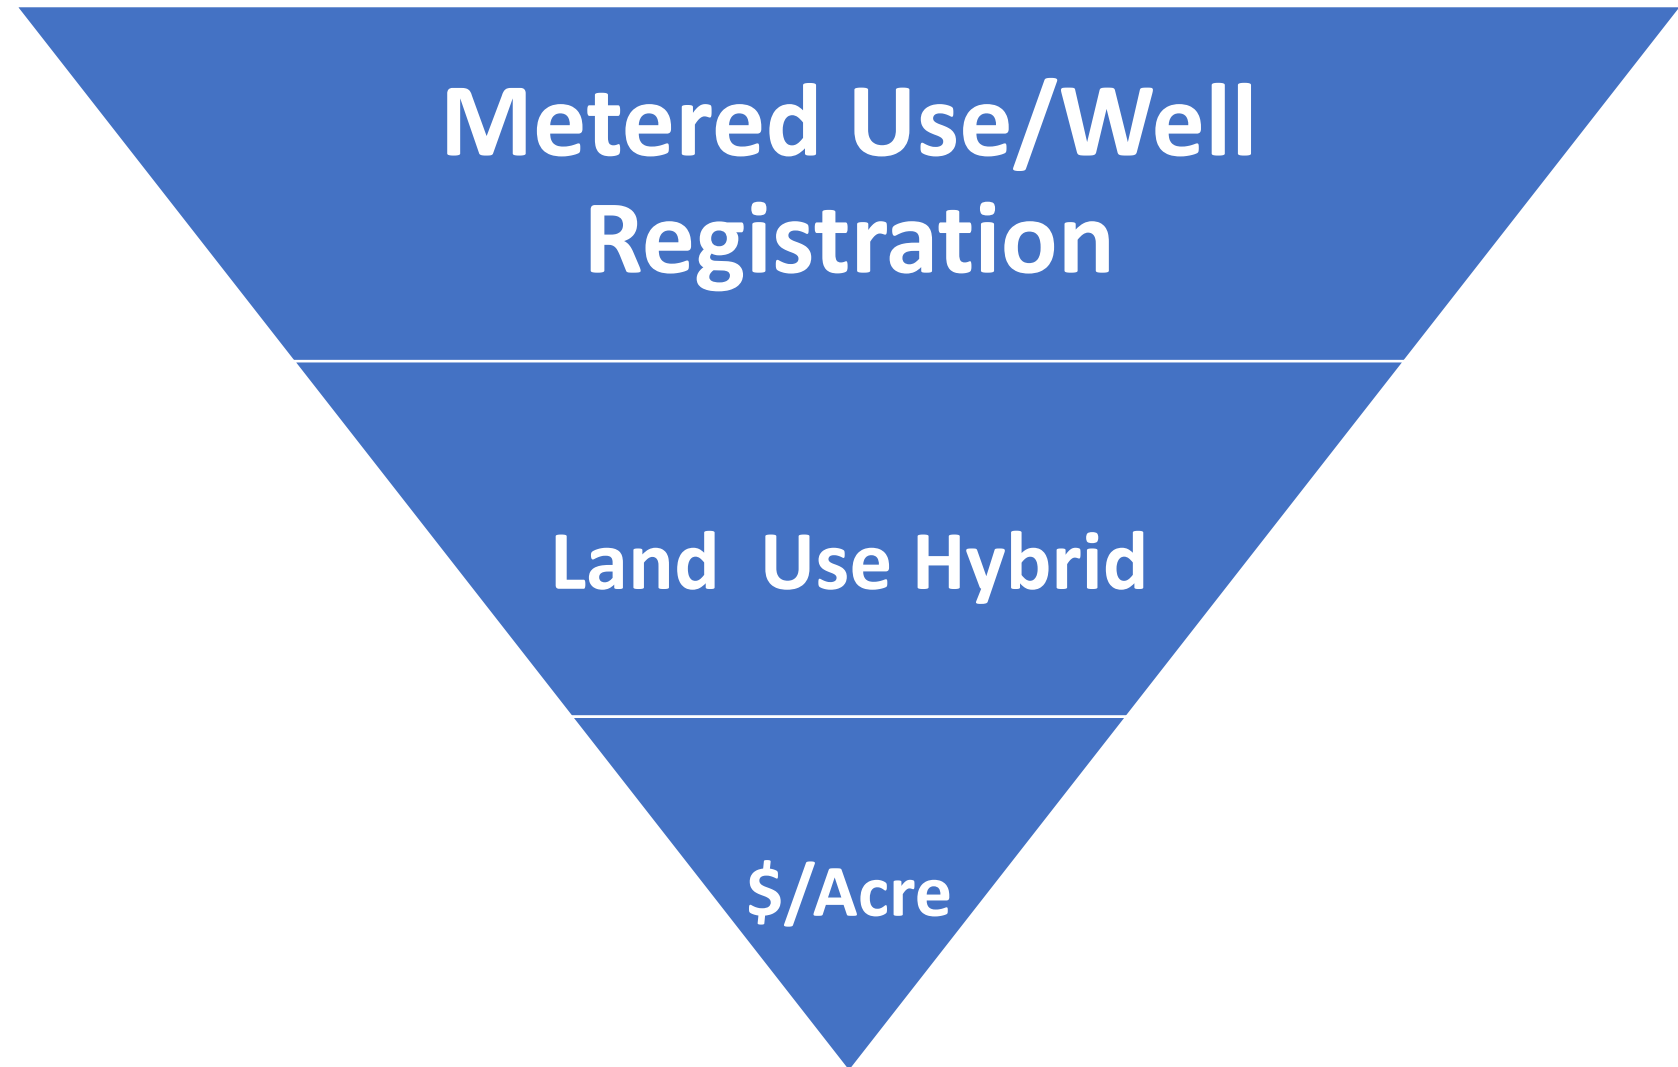 Metered Use/Well
Registration
Land  Use Hybrid
$/Acre